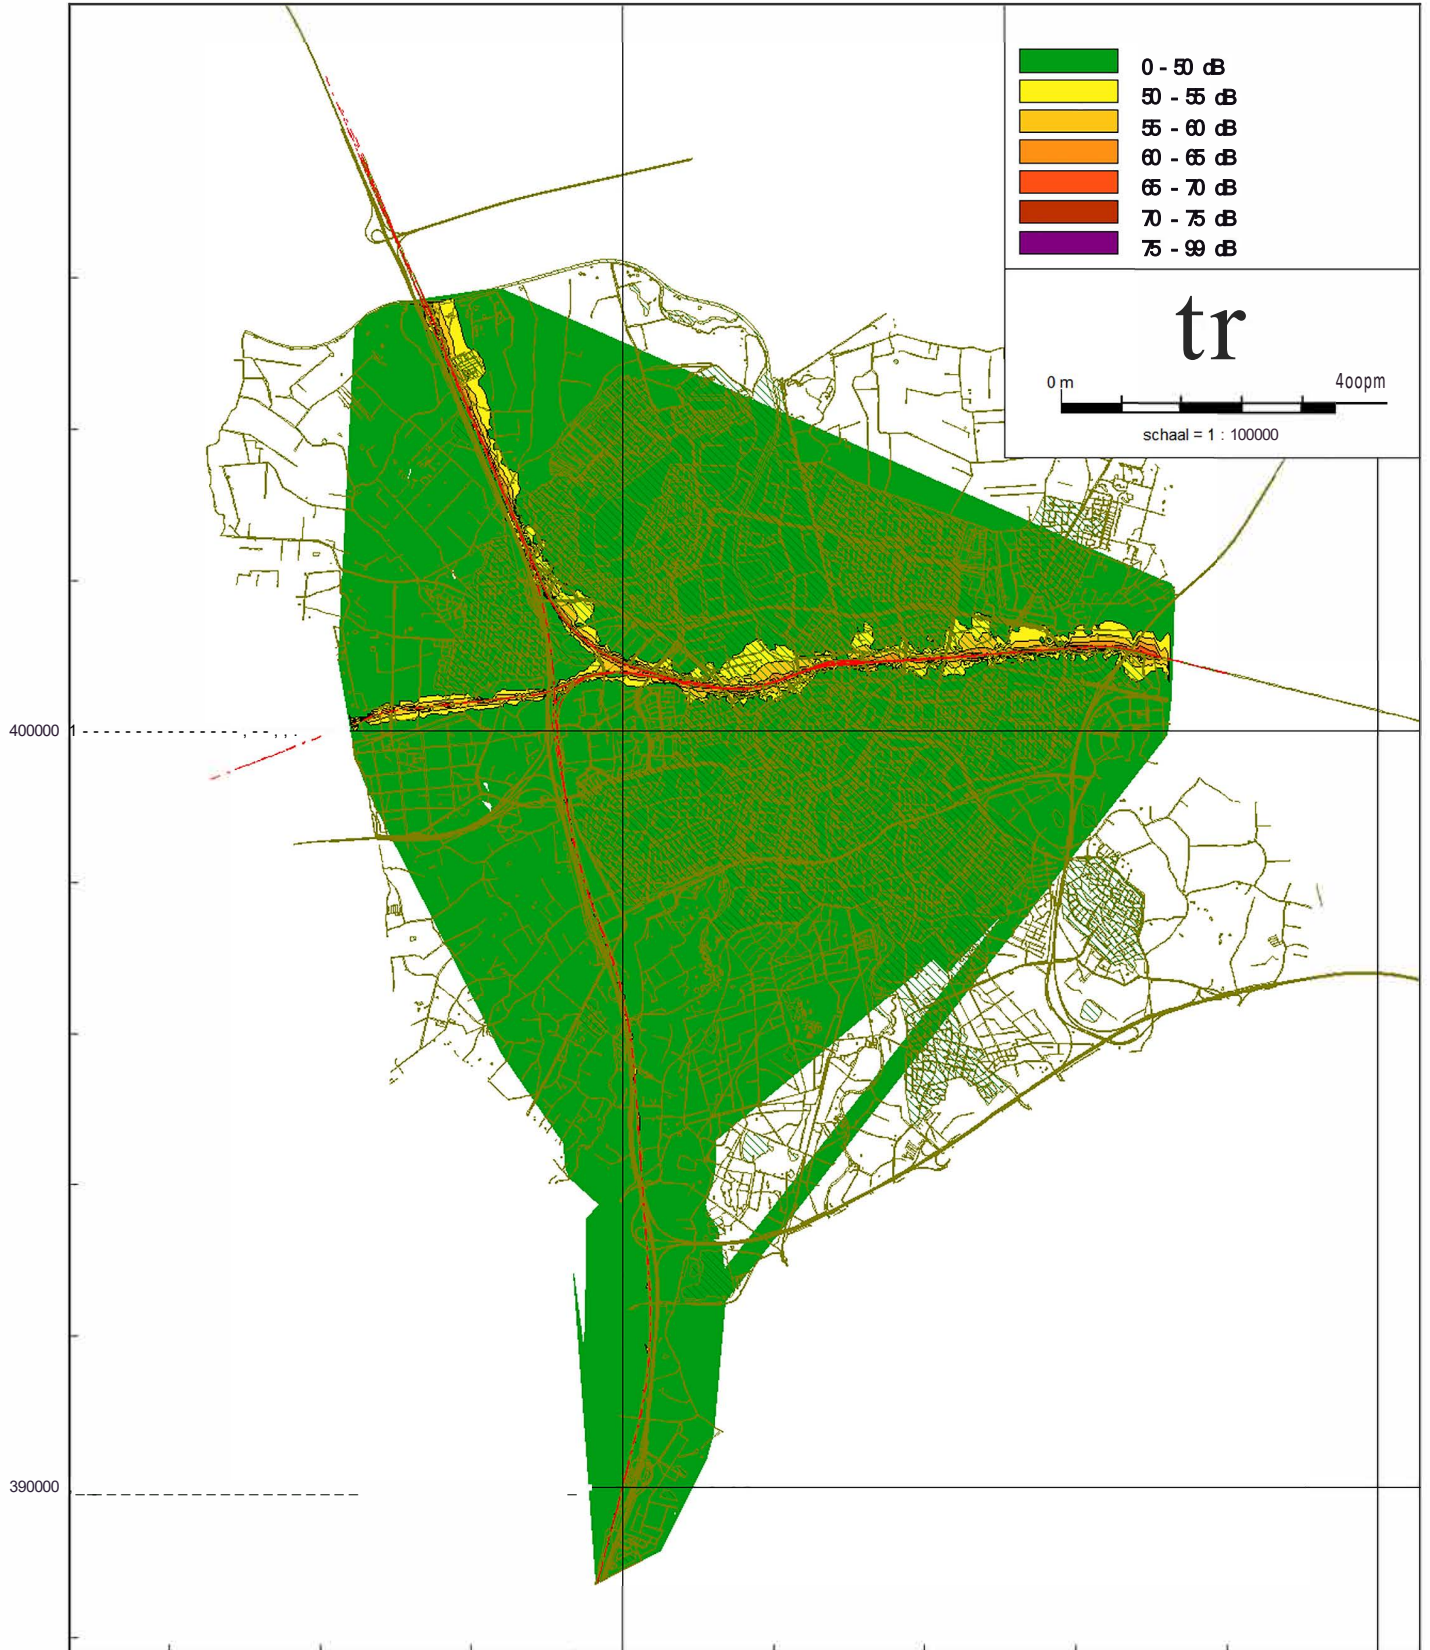 0 - 50 dB
50 - 55 dB
55 - 60 dB
60 - 65 dB
65 - 70 dB
70 - 75 dB
75 - 99 dB
tr
0 m 4oopm
schaal = 1 : 100000
400000 1
390000